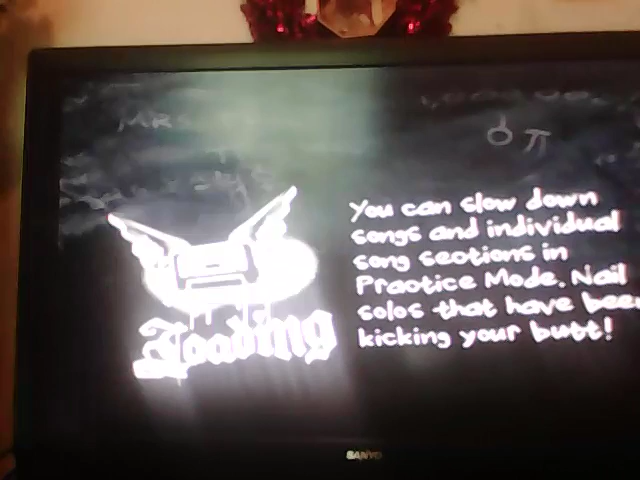 π
You can slow down
songs and individual
song sections in
Practice Mode. Nail
solos that have bee
kicking your butt!
Loading
SANYO